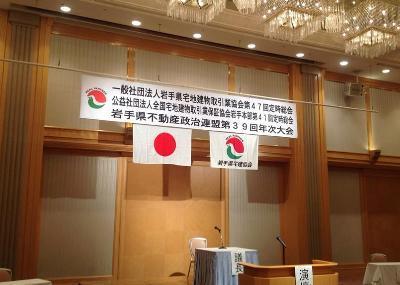 一般社団法人岩手県宅地建物取引業協会第47回定時総会
公益社団法人全国宅地建物取引業保証協会岩手本部第41回定時総会
岩手県不動産政治連盟第39回年次大会
岩手県宅建協会
議長
演